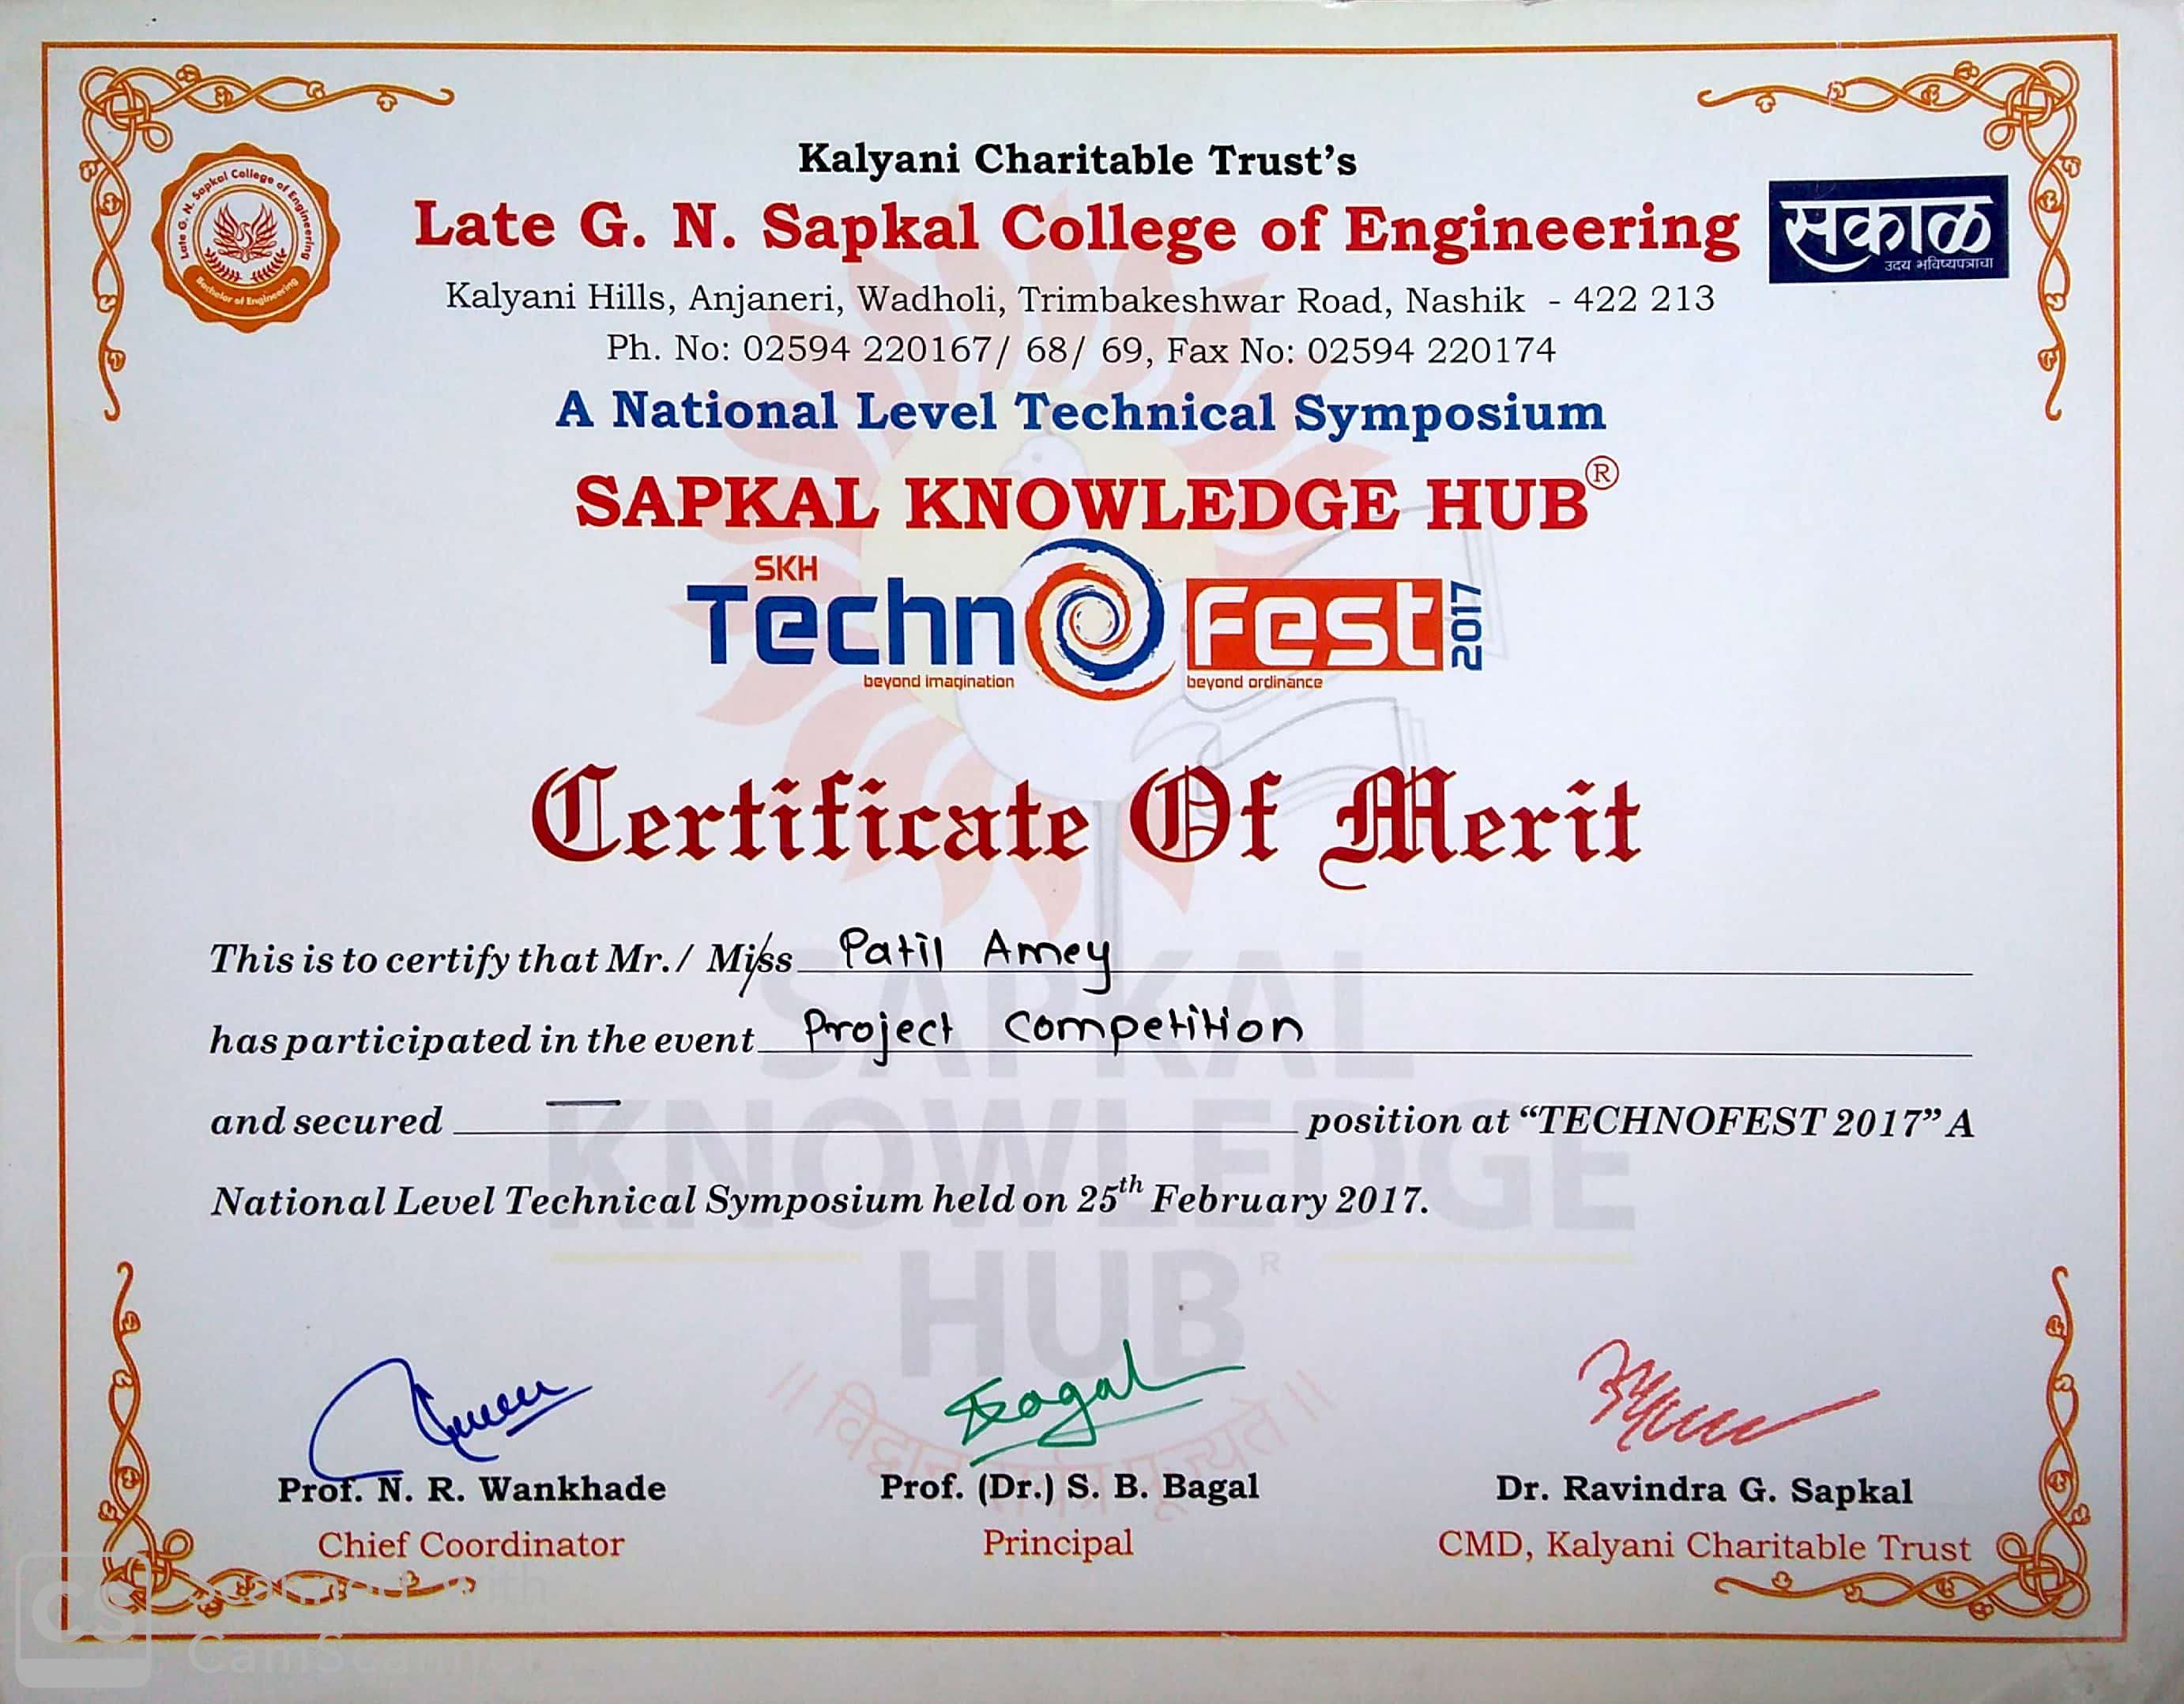 Kalyani Charitable Trust's
Late G. N. Sapkal College of Engineering
Late G. N. Sapkal College of Engineering
Bachelor of Engineering
सकाळ
उदय भविष्यपत्राचा
Kalyani Hills, Anjaneri, Wadholi, Trimbakeshwar Road, Nashik - 422 213
Ph. No: 02594 220167/ 68/ 69, Fax No: 02594 220174
A National Level Technical Symposium
SAPKAL KNOWLEDGE HUB®
SKH
Techno Fest 2017
beyond imagination beyond ordinance
Certificate Of Merit
This is to certify that Mr./ Miss Patil Amey
has participated in the event Project Competition
and secured — position at “TECHNOFEST 2017” A
National Level Technical Symposium held on 25th February 2017.
SAPKAL
KNOWLEDGE
HUB®
Bagal
Prof. N. R. Wankhade Prof. (Dr.) S. B. Bagal Dr. Ravindra G. Sapkal
Chief Coordinator Principal CMD, Kalyani Charitable Trust
CS Scanned with
CamScanner